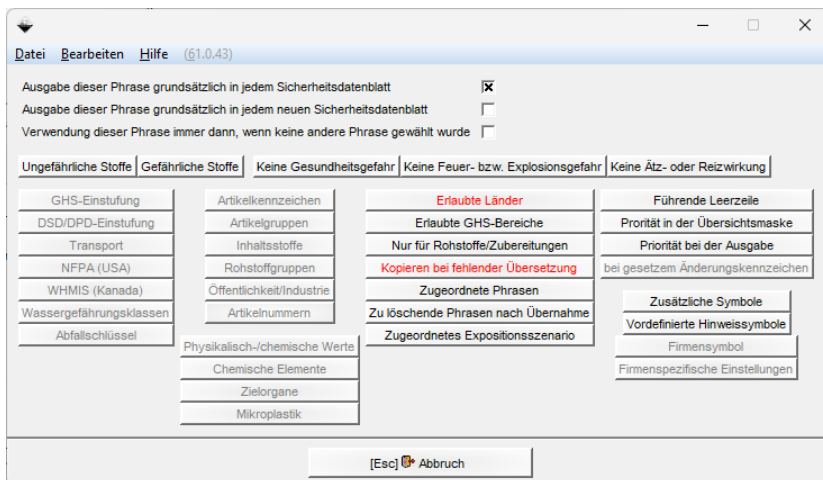 Datei Bearbeiten Hilfe (61.0.43)
Ausgabe dieser Phrase grundsätzlich in jedem Sicherheitsdatenblatt
Ausgabe dieser Phrase grundsätzlich in jedem neuen Sicherheitsdatenblatt
Verwendung dieser Phrase immer dann, wenn keine andere Phrase gewählt wurde
Ungefährliche Stoffe Gefährliche Stoffe Keine Gesundheitsgefahr Keine Feuer- bzw. Explosionsgefahr Keine Ätz- oder Reizwirkung
GHS-Einstufung Artikelkennzeichen Erlaubte Länder Führende Leerzeile
DSD/DPD-Einstufung Artikelgruppen Erlaubte GHS-Bereiche Prorität in der Übersichtsmaske
Transport Inhaltsstoffe Nur für Rohstoffe/Zubereitungen Priorität bei der Ausgabe
NFPA (USA) Rohstoffgruppen Kopieren bei fehlender Übersetzung bei gesetzem Änderungskennzeichen
WHMIS (Kanada) Öffentlichkeit/Industrie Zugeordnete Phrasen Zusätzliche Symbole
Wassergefährungsklassen Artikelnummern Zu löschende Phrasen nach Übernahme Vordefinierte Hinweissymbole
Abfallschlüssel Zugeordnetes Expositionsszenario Firmensymbol
Physikalisch-/chemische Werte Firmenspezifische Einstellungen
Chemische Elemente
Zielorgane
Mikroplastik
[Esc] Abbruch